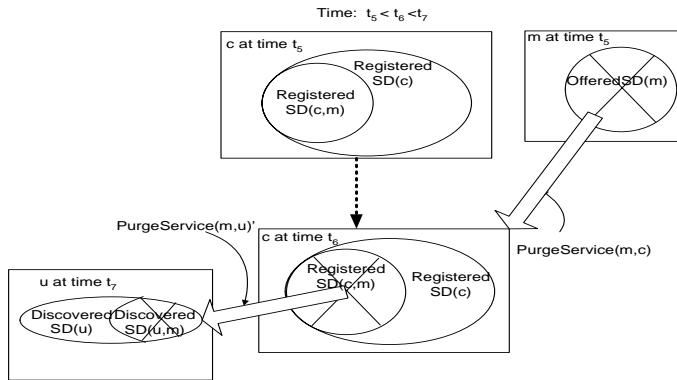 Time: t5 < t6 <t7
c at time t5
Registered
SD(c)
Registered
SD(c,m)
m at time t5
OfferedSD(m)
PurgeService(m,u)’
c at time t6
Registered
SD(c,m)
Registered
SD(c)
PurgeService(m,c)
u at time t7
Discovered
SD(u)
Discovered
SD(u,m)